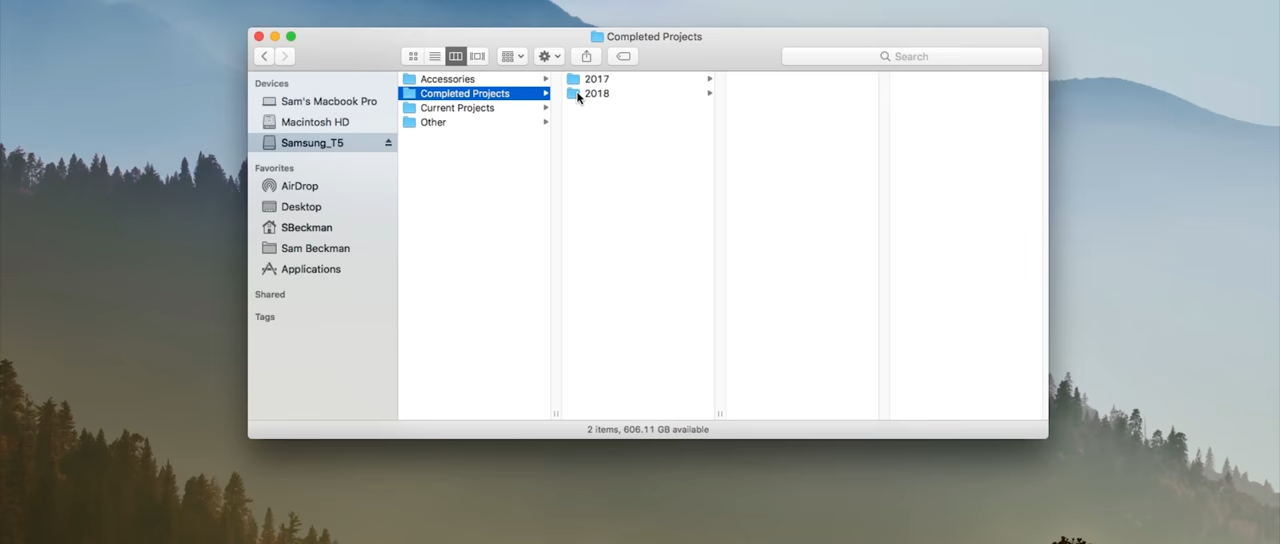 Completed Projects
Search
Devices
Sam's Macbook Pro
Macintosh HD
Samsung_T5
Favorites
AirDrop
Desktop
SBeckman
Sam Beckman
Applications
Shared
Tags
Accessories
Completed Projects
Current Projects
Other
2017
2018
2 items, 606.11 GB available